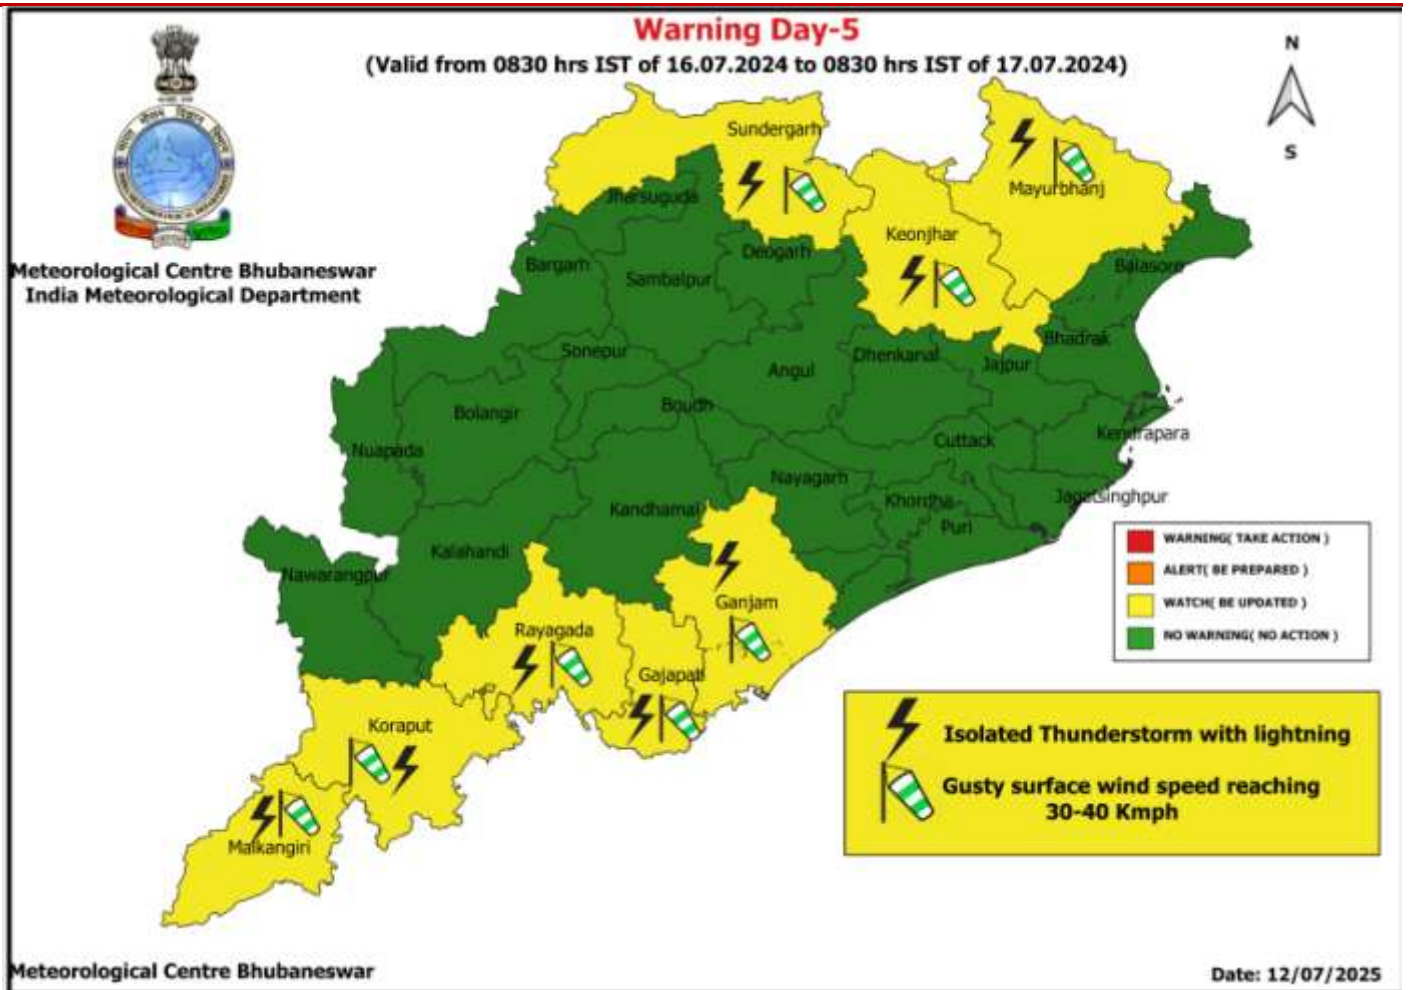 Warning Day-5
(Valid from 0830 hrs IST of 16.07.2024 to 0830 hrs IST of 17.07.2024)
N
S
Meteorological Centre Bhubaneswar
India Meteorological Department
Sundergarh
Mayurbhanj
Jharsuguda
Keonjhar
Deogarh
Bargarh
Sambalpur
Balasore
Bhadrak
Sonepur
Dhenkanal
Jajpur
Angul
Boudh
Bolangir
Kendrapara
Cuttack
Nuapada
Nayagarh
Jagatsinghpur
Khordha
Kandhamal
Puri
Kalahandi
Nawarangpur
Ganjam
Rayagada
Gajapati
Koraput
Malkangiri
WARNING( TAKE ACTION )
ALERT( BE PREPARED )
WATCH( BE UPDATED )
NO WARNING( NO ACTION )
Isolated Thunderstorm with lightning
Gusty surface wind speed reaching
30-40 Kmph
Meteorological Centre Bhubaneswar
Date: 12/07/2025